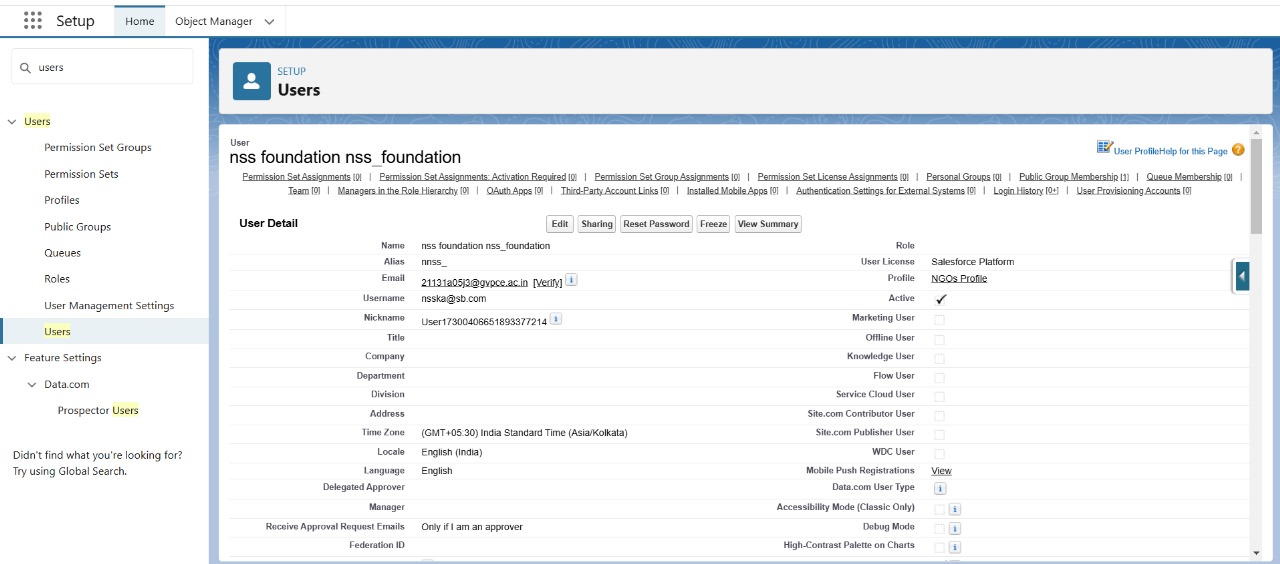 Setup Home Object Manager
users
Users
Permission Set Groups
Permission Sets
Profiles
Public Groups
Queues
Roles
User Management Settings
Users
Feature Settings
Data.com
Prospector Users
Didn't find what you're looking for?
Try using Global Search.
SETUP
Users
User
nss foundation nss_foundation
User Profile Help for this Page
Permission Set Assignments [0] | Permission Set Assignments: Activation Required [0] | Permission Set Group Assignments [0] | Permission Set License Assignments [0] | Personal Groups [0] | Public Group Membership [1] | Queue Membership [0] |
Team [0] | Managers in the Role Hierarchy [0] | OAuth Apps [0] | Third-Party Account Links [0] | Installed Mobile Apps [0] | Authentication Settings for External Systems [0] | Login History [0+] | User Provisioning Accounts [0]
User Detail Edit Sharing Reset Password Freeze View Summary
Name nss foundation nss_foundation Role
Alias nnss_ User License Salesforce Platform
Email 21131a05j3@gvpce.ac.in [Verify] i Profile NGOs Profile
Username nsska@sb.com Active ✓
Nickname User17300406651893377214 i Marketing User
Title Offline User
Company Knowledge User
Department Flow User
Division Service Cloud User
Address Site.com Contributor User
Time Zone (GMT+05:30) India Standard Time (Asia/Kolkata) Site.com Publisher User
Locale English (India) WDC User
Language English Mobile Push Registrations View
Delegated Approver Data.com User Type i
Manager Accessibility Mode (Classic Only) i
Receive Approval Request Emails Only if I am an approver Debug Mode i
Federation ID High-Contrast Palette on Charts i